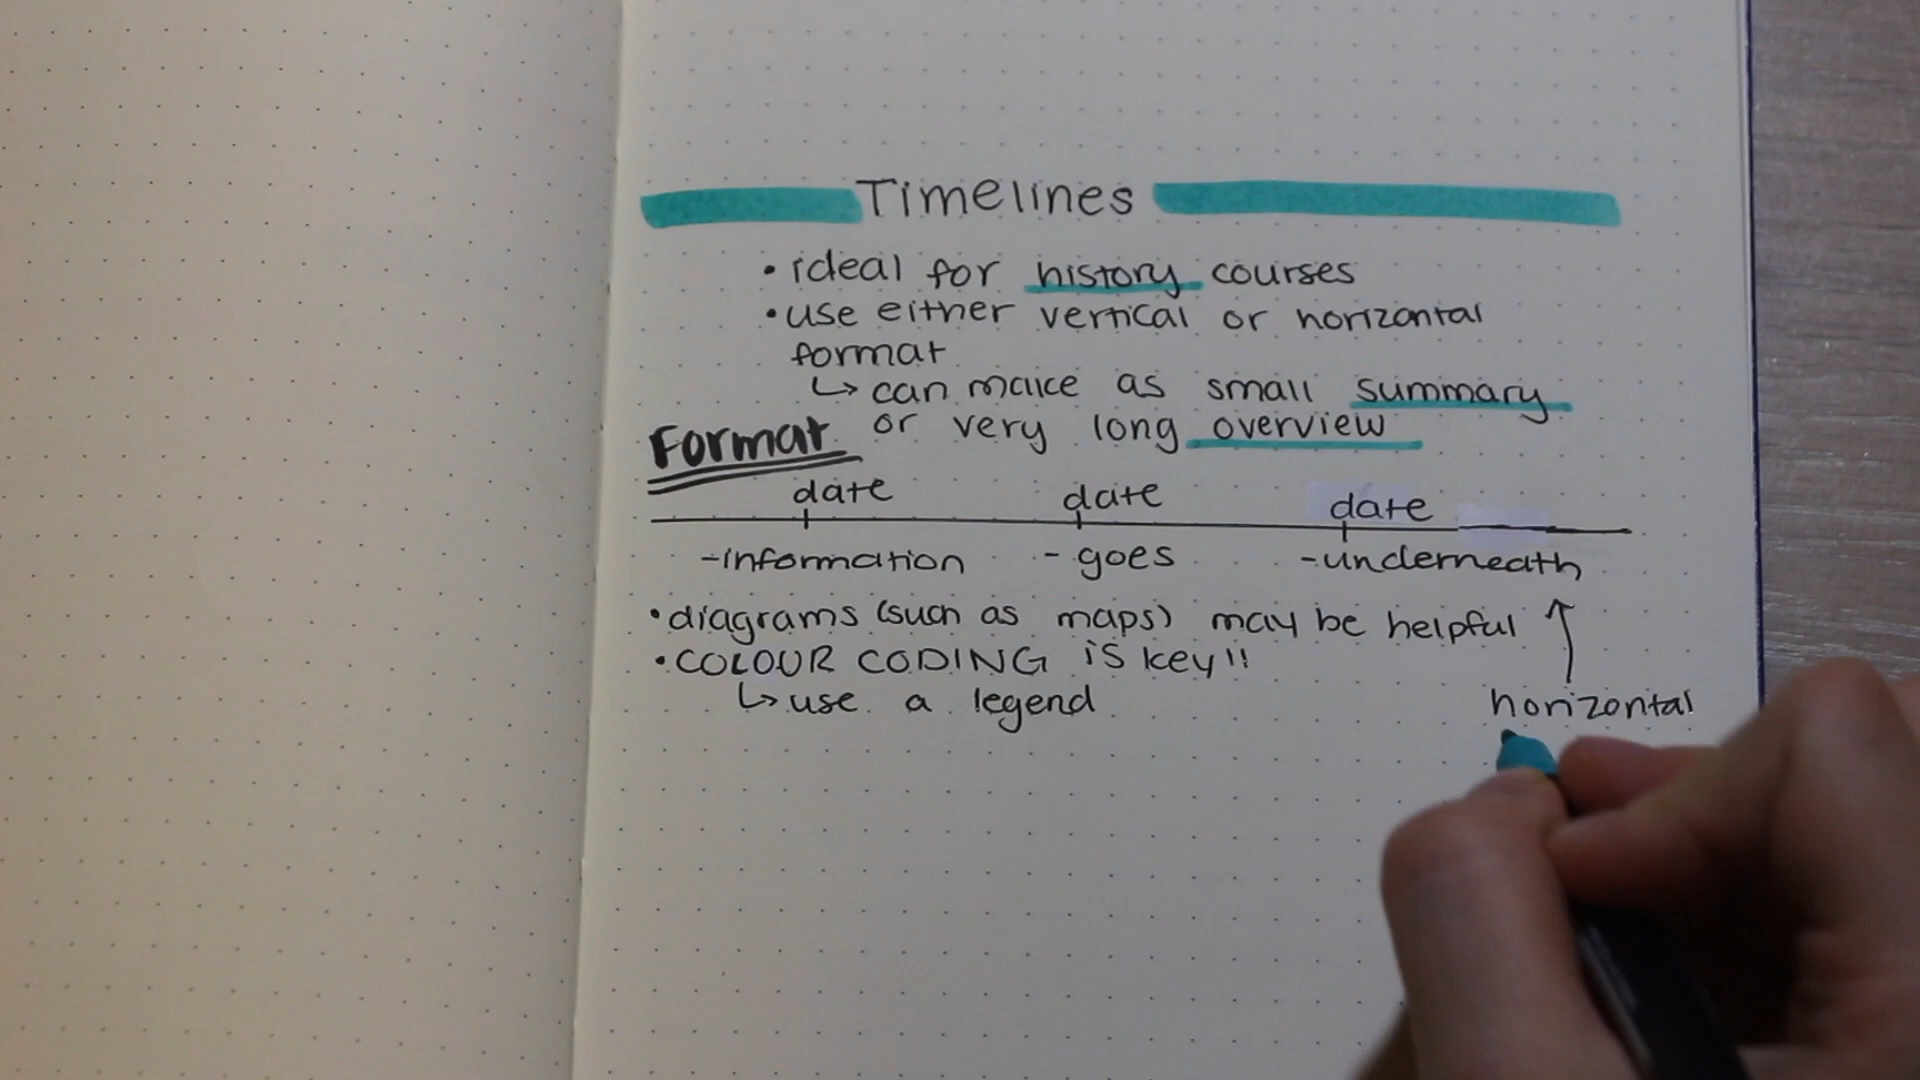 Timelines
• ideal for history courses
• use either vertical or horizontal
format
↳ can make as small summary
or very long overview
Format
date date date
-information - goes -underneath
• diagrams (such as maps) may be helpful
• COLOUR CODING is key!!
↳ use a legend
horizontal